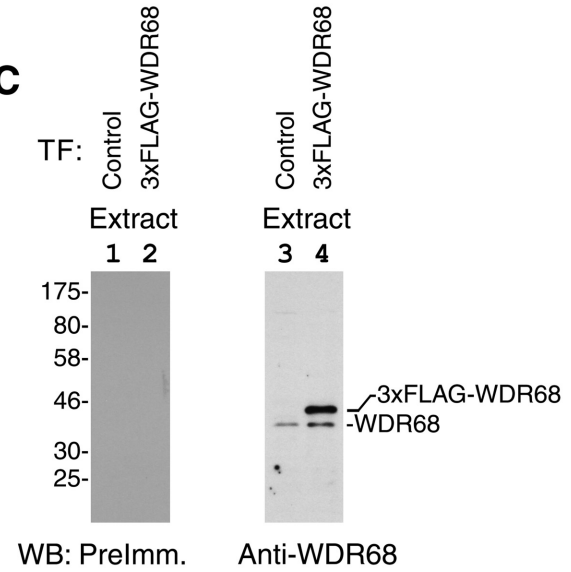 C
TF:
Control
3xFLAG-WDR68
Control
3xFLAG-WDR68
Extract
Extract
1 2
3 4
175-
80-
58-
46-
30-
25-
3xFLAG-WDR68
-WDR68
WB: PreImm.
Anti-WDR68